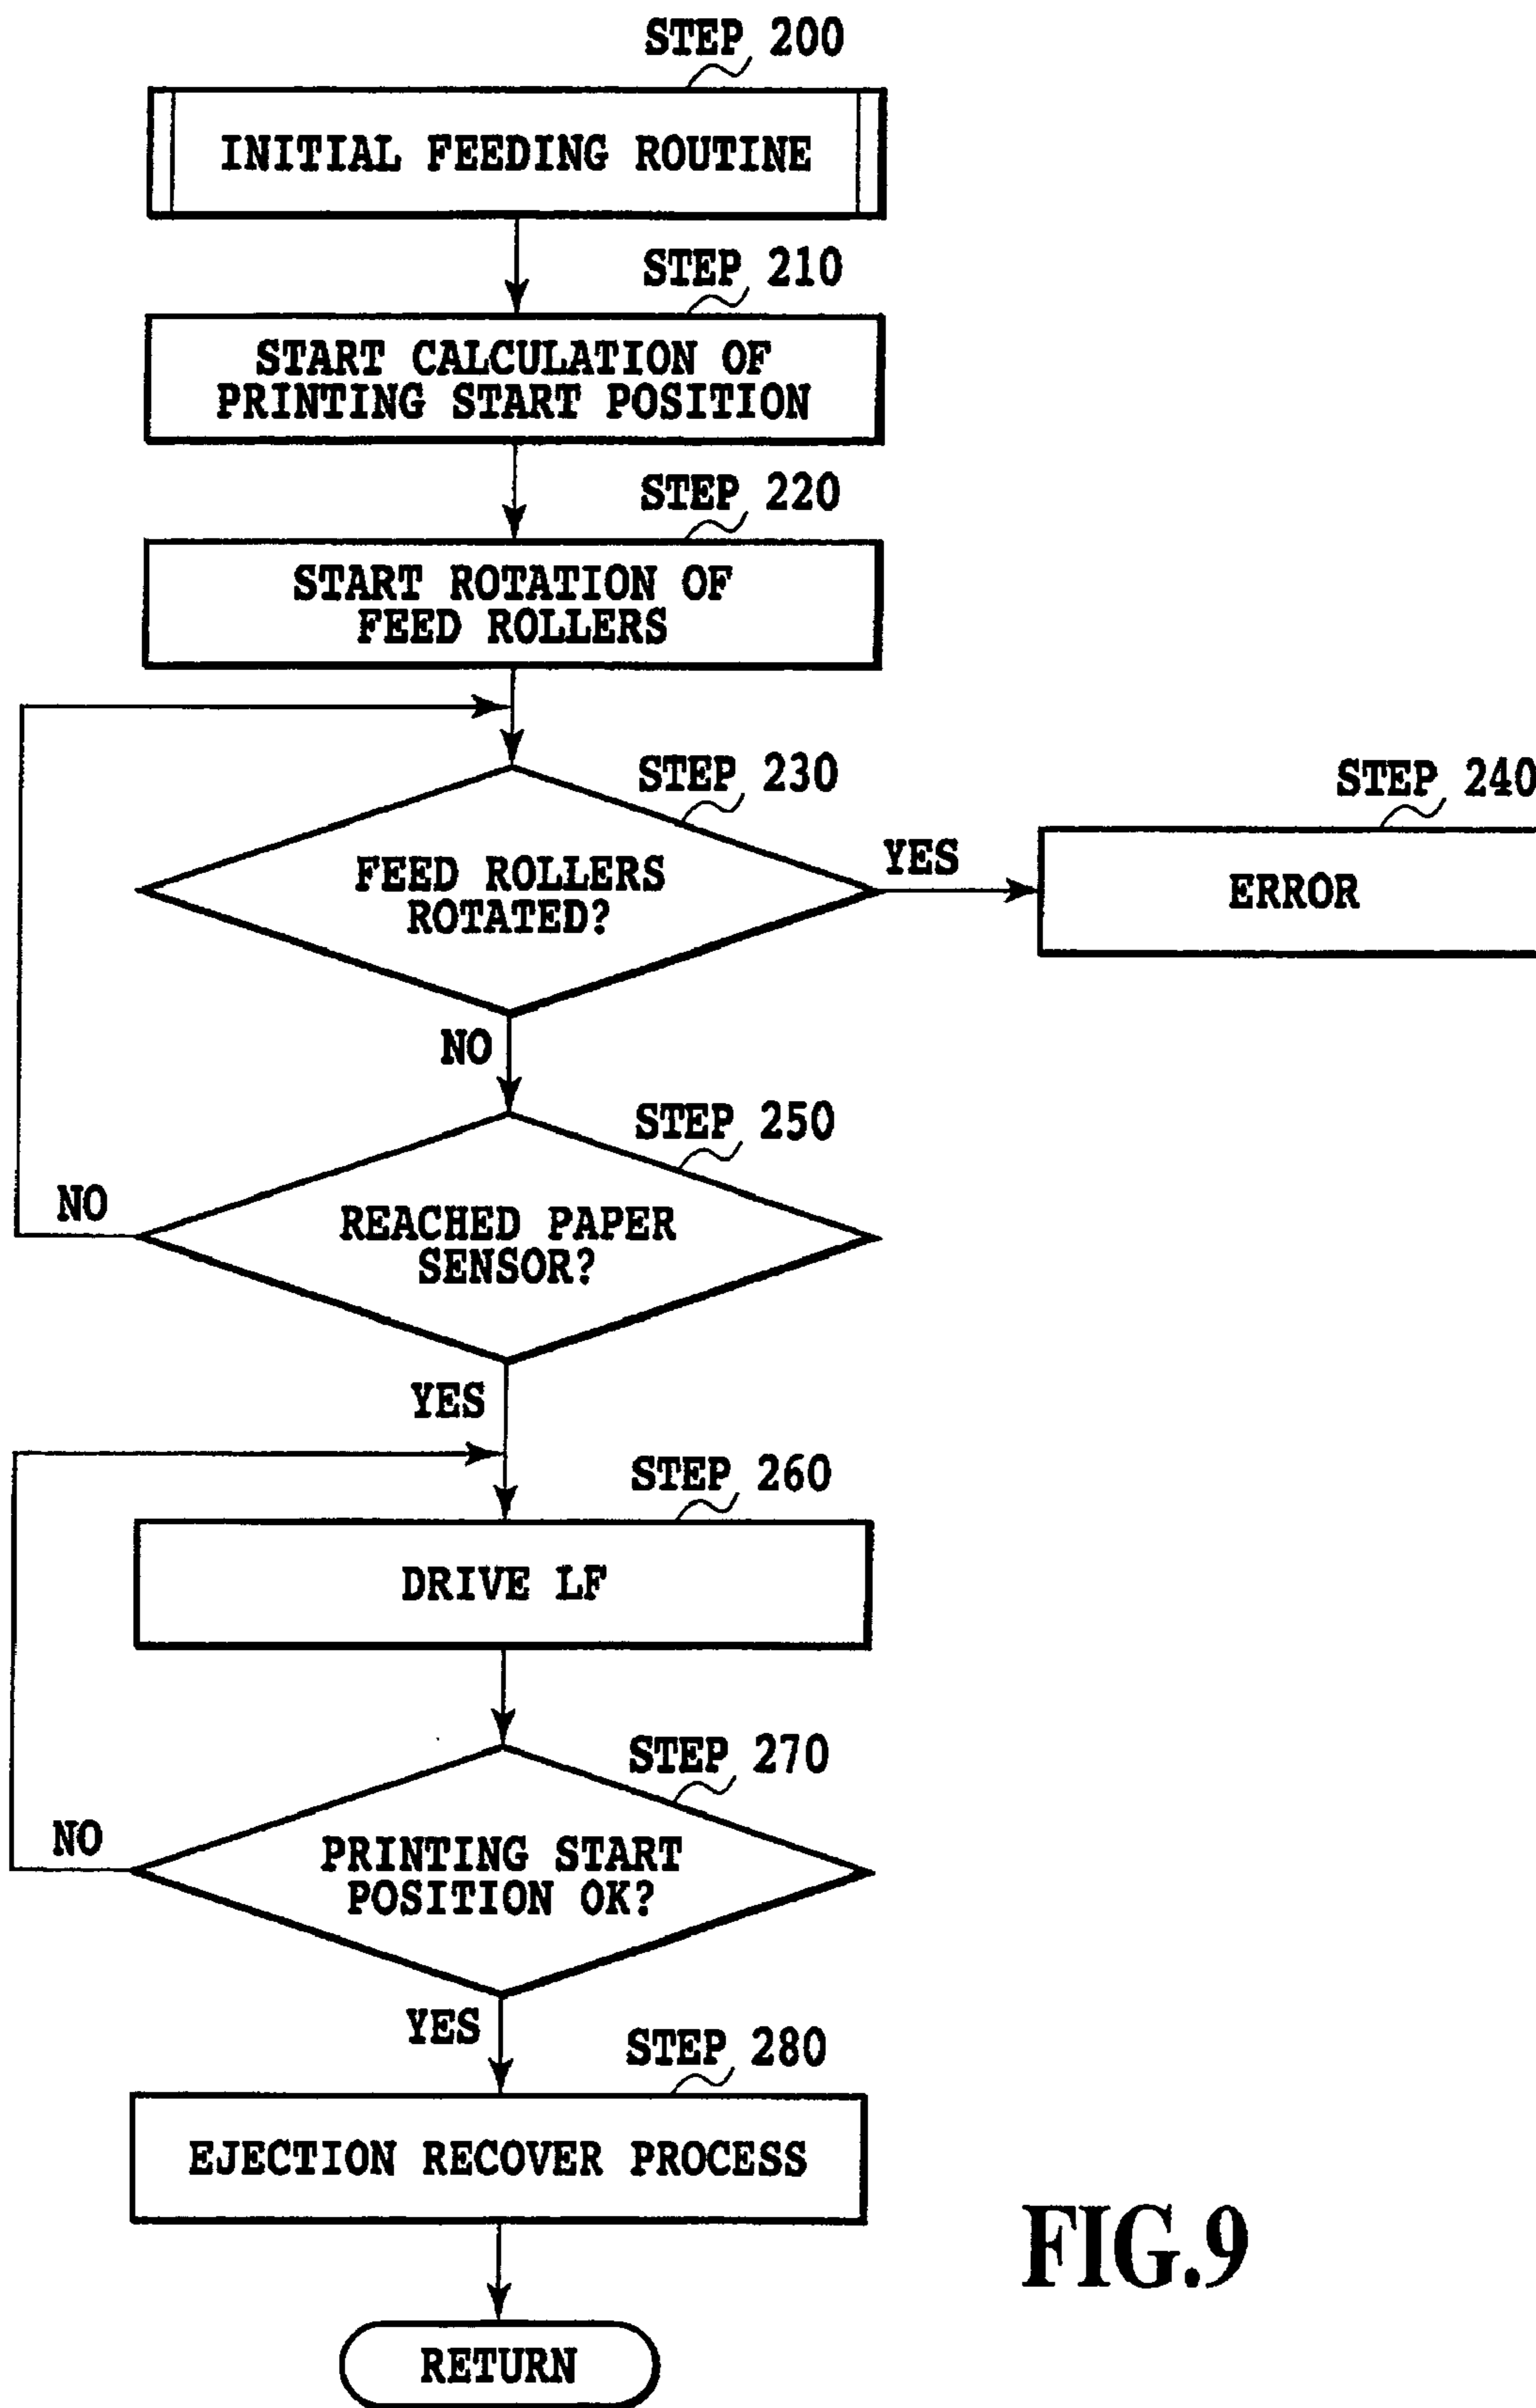 STEP 200
INITIAL FEEDING ROUTINE
STEP 210
START CALCULATION OF
PRINTING START POSITION
STEP 220
START ROTATION OF
FEED ROLLERS
STEP 230
FEED ROLLERS
ROTATED?
YES
STEP 240
ERROR
NO
STEP 250
REACHED PAPER
SENSOR?
NO
YES
STEP 260
DRIVE LF
STEP 270
PRINTING START
POSITION OK?
NO
YES
STEP 280
EJECTION RECOVER PROCESS
RETURN
FIG.9